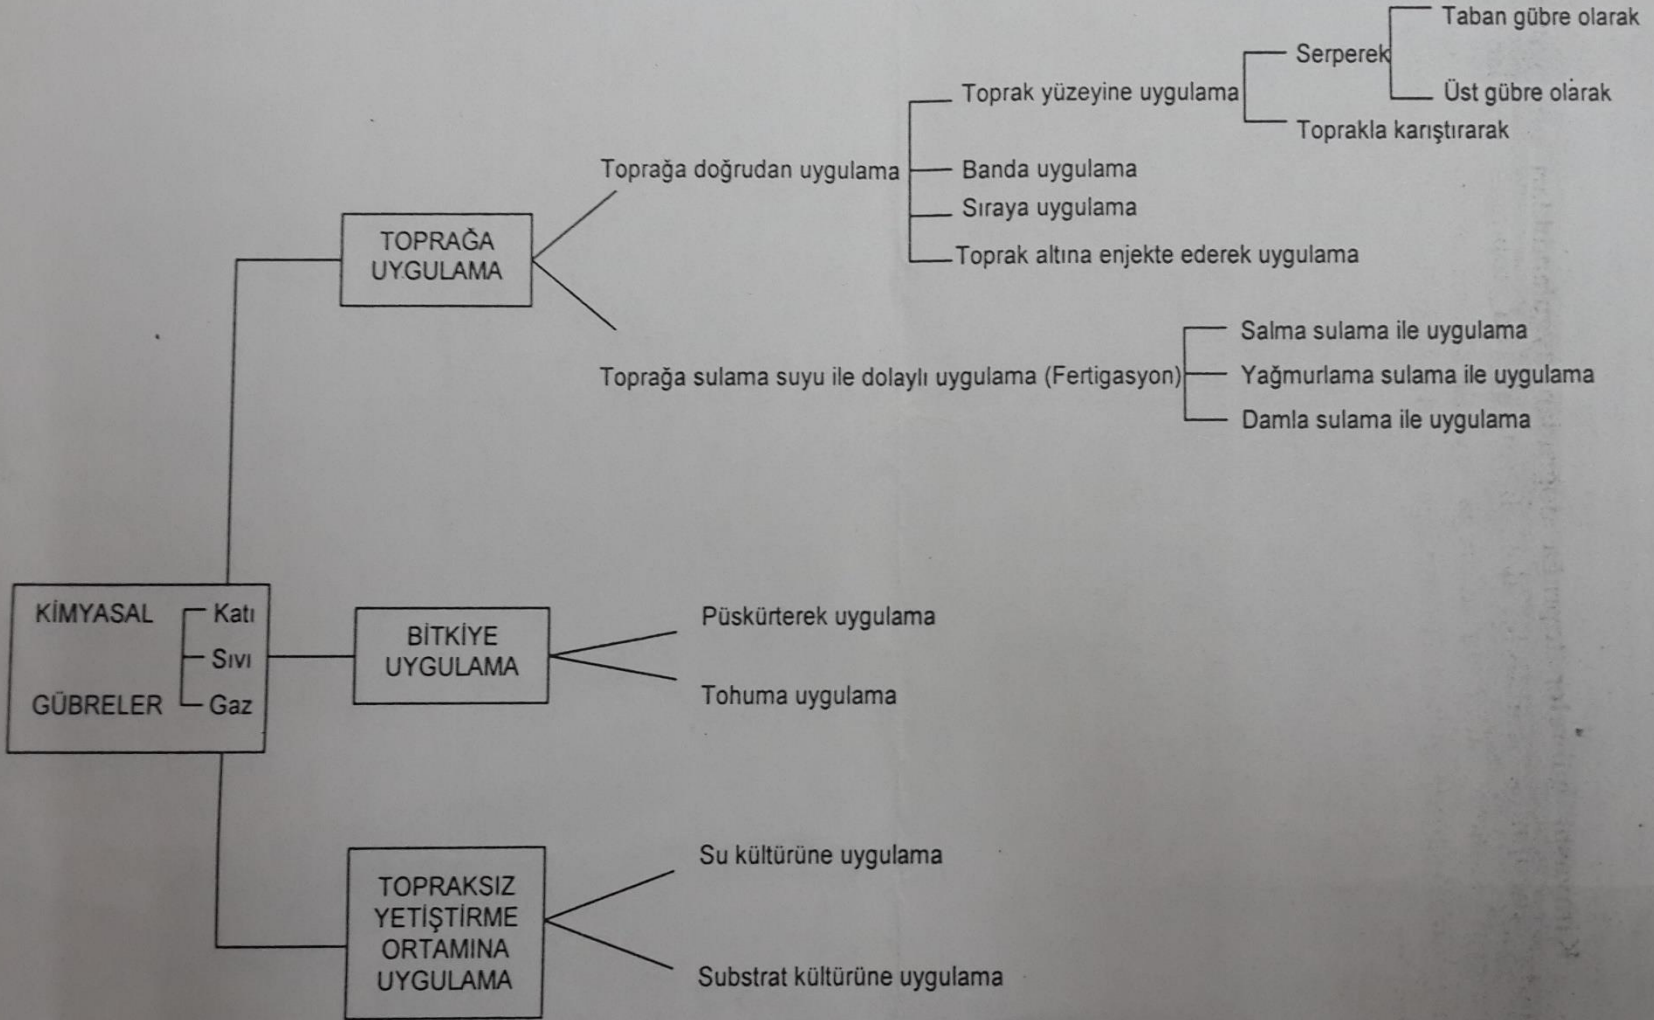 Taban gübre olarak
Serperek
Üst gübre olarak
Toprak yüzeyine uygulama
Toprakla karıştırarak
Toprağa doğrudan uygulama
Banda uygulama
Sıraya uygulama
Toprak altına enjekte ederek uygulama
TOPRAĞA
UYGULAMA
Toprağa sulama suyu ile dolaylı uygulama (Fertigasyon)
Salma sulama ile uygulama
Yağmurlama sulama ile uygulama
Damla sulama ile uygulama
KİMYASAL
GÜBRELER
Katı
Sıvı
Gaz
BİTKİYE
UYGULAMA
Püskürterek uygulama
Tohuma uygulama
TOPRAKSIZ
YETİŞTİRME
ORTAMINA
UYGULAMA
Su kültürüne uygulama
Substrat kültürüne uygulama